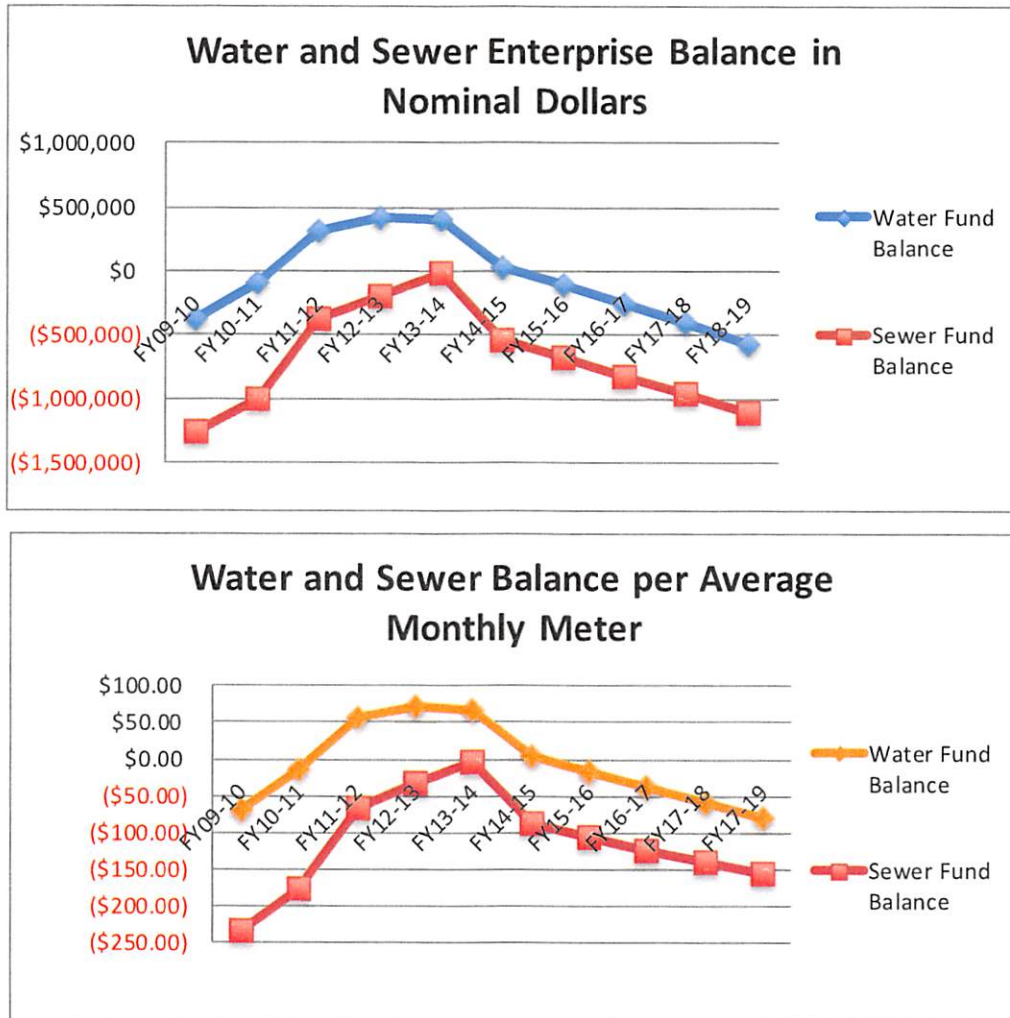 Water and Sewer Enterprise Balance in
Nominal Dollars
$1,000,000
$500,000
$0
($500,000)
($1,000,000)
($1,500,000)
FY09-10
FY10-11
FY11-12
FY12-13
FY13-14
FY14-15
FY15-16
FY16-17
FY17-18
FY18-19
Water Fund
Balance
Sewer Fund
Balance
Water and Sewer Balance per Average
Monthly Meter
$100.00
$50.00
$0.00
($50.00)
($100.00)
($150.00)
($200.00)
($250.00)
FY09-10
FY10-11
FY11-12
FY12-13
FY13-14
FY14-15
FY15-16
FY16-17
FY17-18
FY17-19
Water Fund
Balance
Sewer Fund
Balance